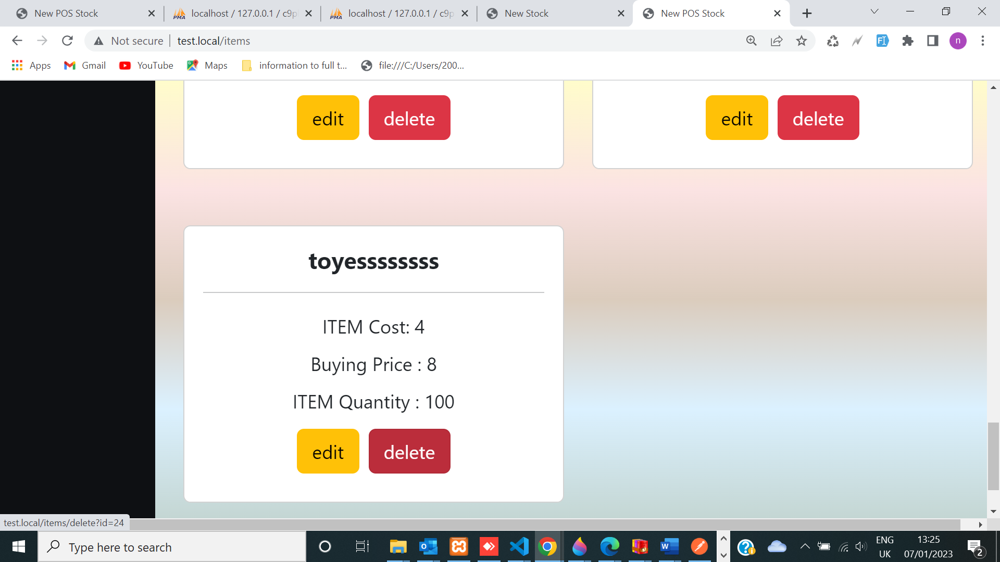 New POS Stock
localhost / 127.0.0.1 / c9p
localhost / 127.0.0.1 / c9p
New Stock
New POS Stock
Not secure
test.local/items
n
Apps
Gmail
YouTube
Maps
information to full t...
file:///C:/Users/200...
edit
delete
edit
delete
toyessssssss
ITEM Cost: 4
Buying Price : 8
ITEM Quantity : 100
edit
delete
test.local/items/delete?id=24
Type here to search
ENG
UK
13:25
07/01/2023
2